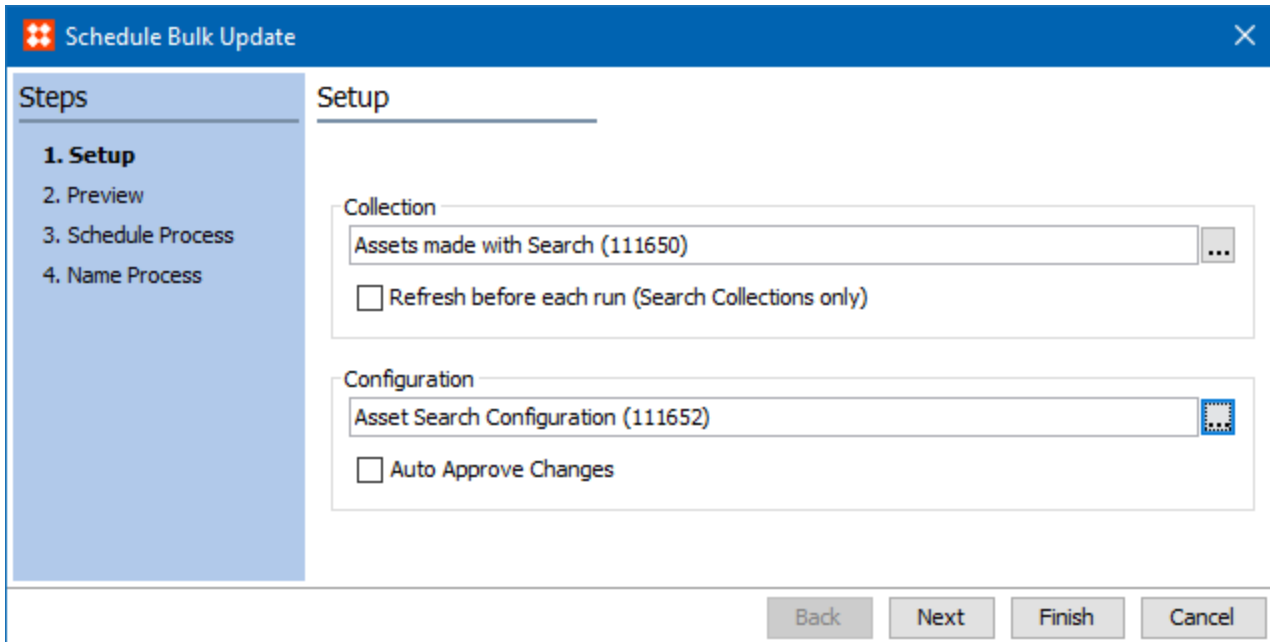 Schedule Bulk Update
Steps
1. Setup
2. Preview
3. Schedule Process
4. Name Process
Setup
Collection
Assets made with Search (111650)
...
Refresh before each run (Search Collections only)
Configuration
Asset Search Configuration (111652)
...
Auto Approve Changes
Back Next Finish Cancel